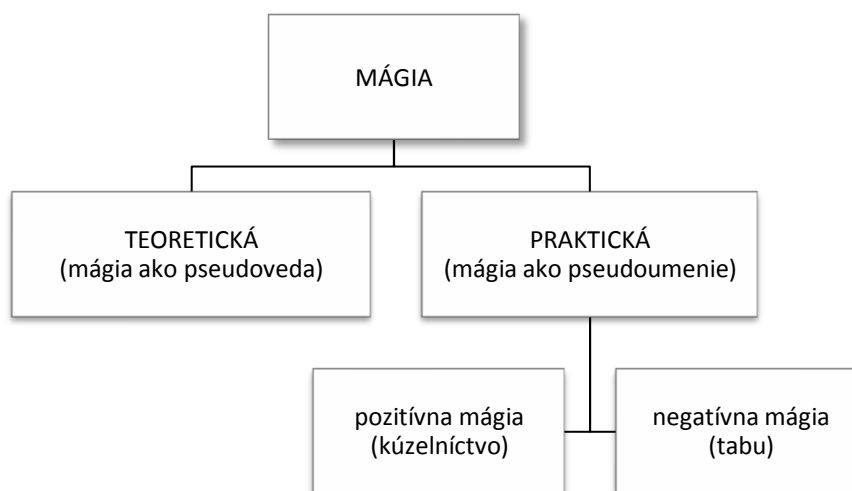 MÁGIA
TEORETICKÁ
(mágia ako pseudoveda)
PRAKTICKÁ
(mágia ako pseudoumenie)
pozitívna mágia
(kúzelníctvo)
negatívna mágia
(tabu)